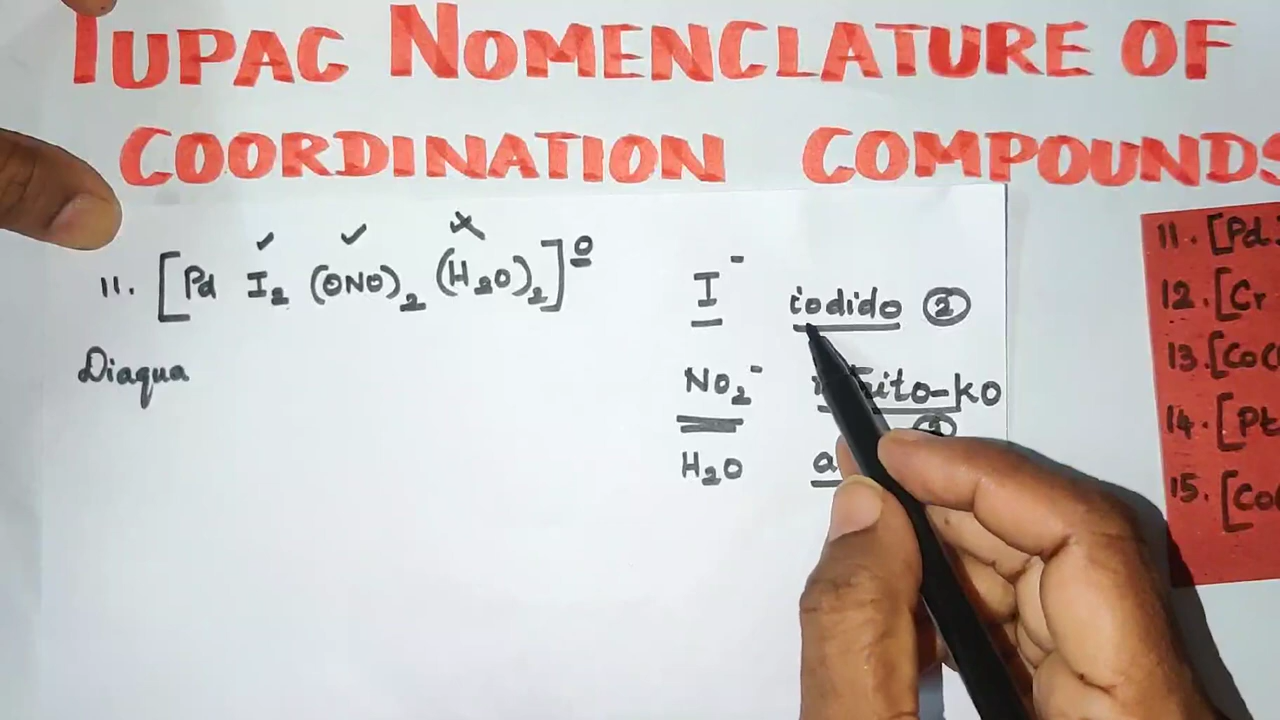 IUPAC NOMENCLATURE OF
COORDINATION COMPOUNDS
11. [Pd I₂ (ONO)₂ (H₂O)₂]⁰
Diaqua
I⁻ iodido ②
NO₂⁻
H₂O
11. [Pd
12. [Cr
13. [CoC
14. [Pt
15. [Co